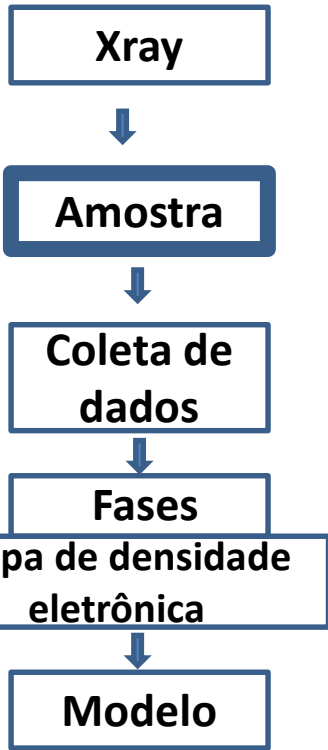 Xray
Amostra
Coleta de
dados
Fases
pa de densidade
eletrônica
Modelo